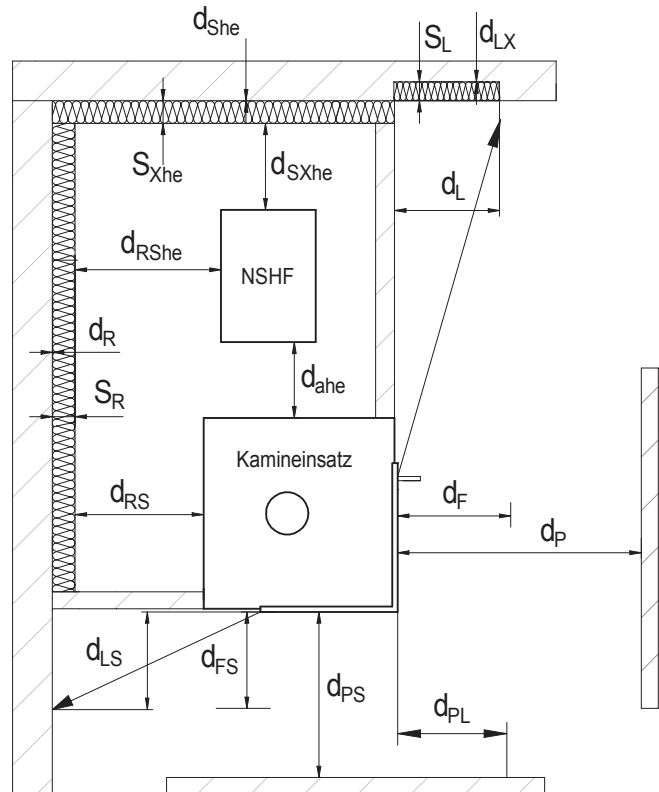 d_She
S_L
d_LX
S_Xhe
d_SXhe
d_L
d_RShe
NSHF
d_R
d_ahe
S_R
Kamineinsatz
d_RS
d_F
d_P
d_LS
d_FS
d_PS
d_PL